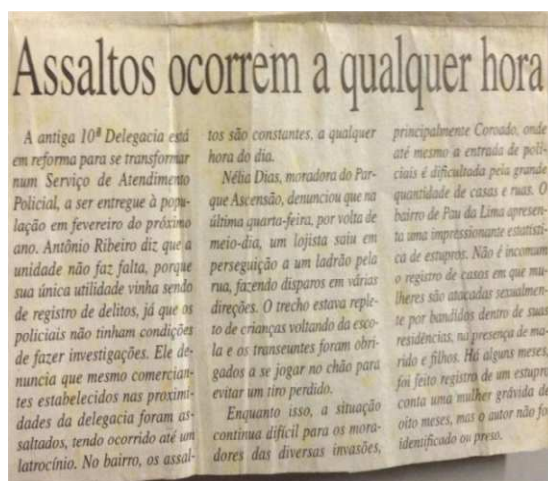 Assaltos ocorrem a qualquer hora
A antiga 10ª Delegacia está
em reforma para se transformar
num Serviço de Atendimento
Policial, a ser entregue à popu-
lação em fevereiro do próximo
ano. Antônio Ribeiro diz que a
unidade não faz falta, porque
sua única utilidade vinha sendo
de registro de delitos, já que os
policiais não tinham condições
de fazer investigações. Ele de-
nuncia que mesmo comercian-
tes estabelecidos nas proximi-
dades da delegacia foram as-
saltados, tendo ocorrido até um
latrocínio. No bairro, os assal-
tos são constantes, a qualquer
hora do dia.
Nélia Dias, moradora do Par-
que Ascensão, denunciou que na
última quarta-feira, por volta de
meio-dia, um lojista saiu em
perseguição a um ladrão pela
rua, fazendo disparos em várias
direções. O trecho estava reple-
to de crianças voltando da esco-
la e os transeuntes foram obri-
gados a se jogar no chão para
evitar um tiro perdido.
Enquanto isso, a situação
continua difícil para os mora-
dores das diversas invasões,
principalmente Coroado, onde
até mesmo a entrada de poli-
ciais é dificultada pela grande
quantidade de casas e ruas. O
bairro de Pau da Lima apresen-
ta uma impressionante estatísti-
ca de estupros. Não é incomum
o registro de casos em que mu-
lheres são atacadas sexualmen-
te por bandidos dentro de suas
residências, na presença de ma-
rido e filhos. Há alguns meses,
foi feito registro de um estupro
conta uma mulher grávida de
oito meses, mas o autor não foi
identificado ou preso.